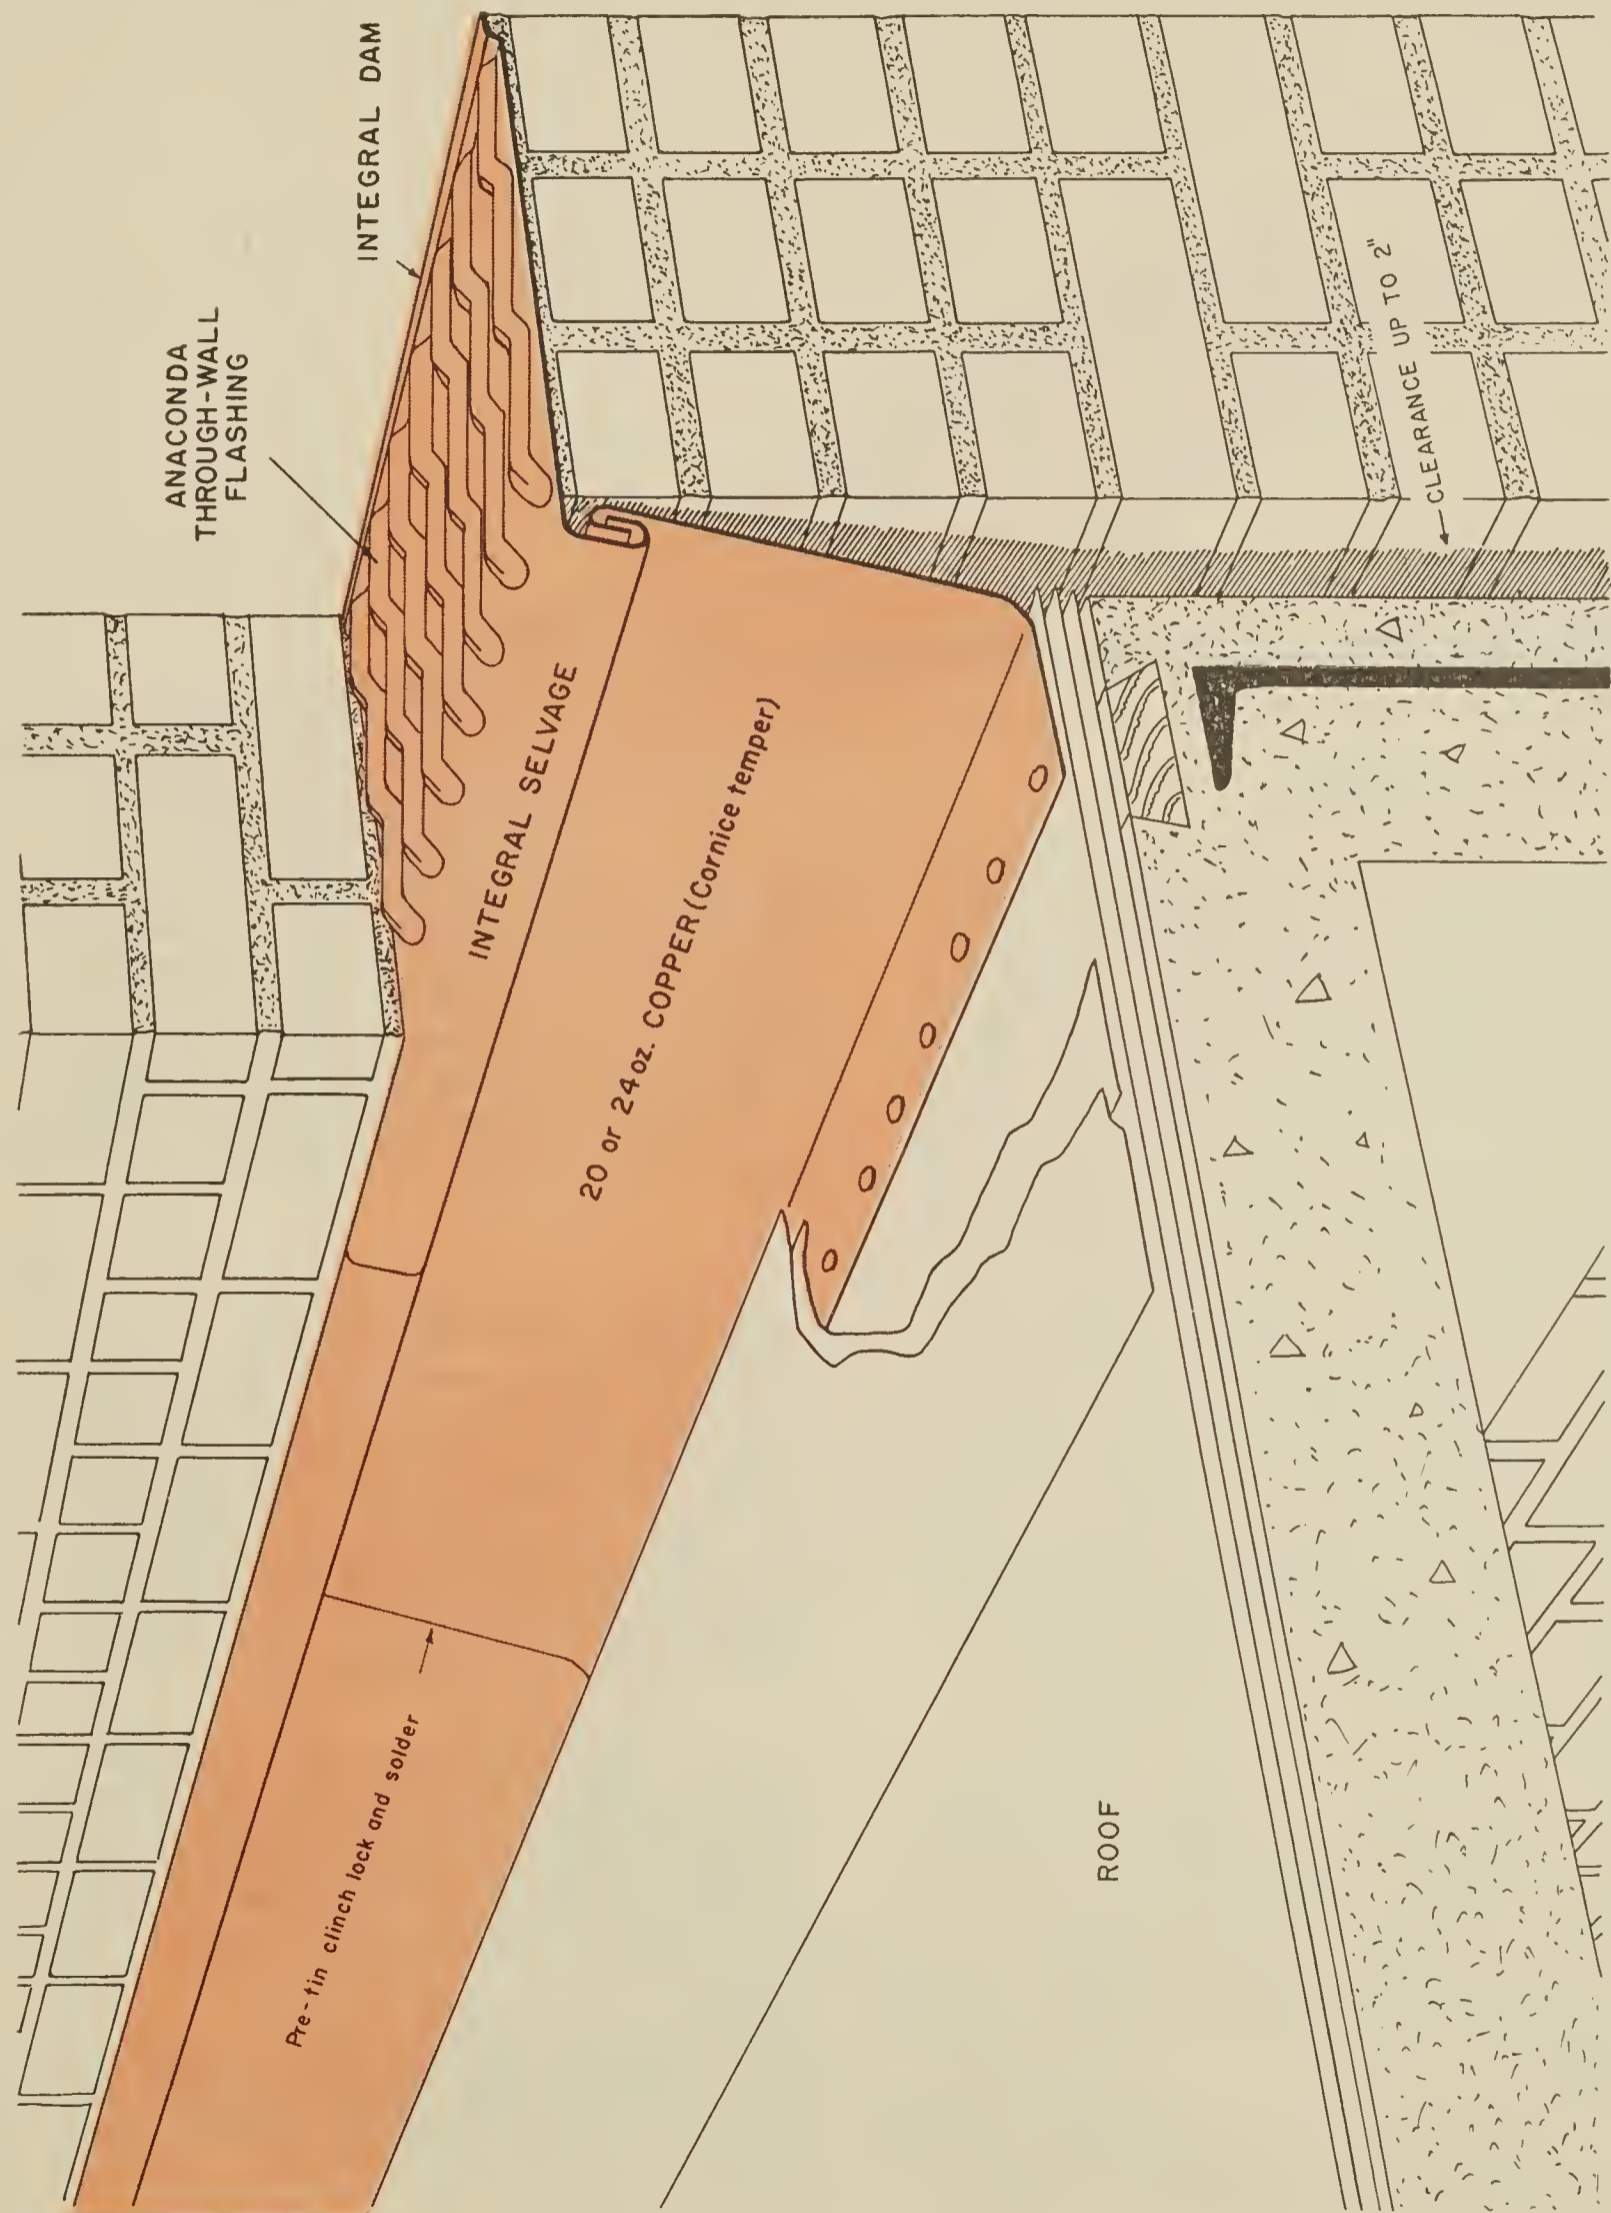 INTEGRAL DAM
ANACONDA
THROUGH-WALL
FLASHING
CLEARANCE UP TO 2"
INTEGRAL SELVAGE
20 or 24 oz. COPPER (Cornice temper)
Pre-tin clinch lock and solder
ROOF